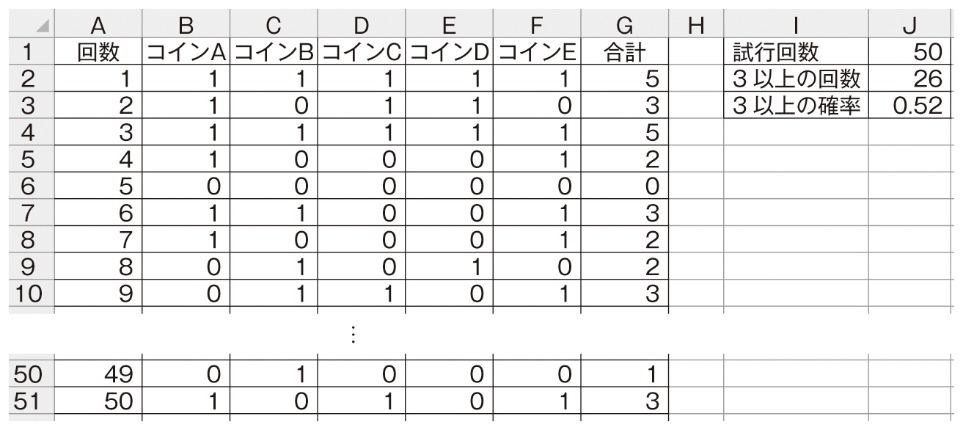 A B C D E F G H I J
1 回数 コインA コインB コインC コインD コインE 合計 試行回数 50
2 1 1 1 1 1 1 5 3以上の回数 26
3 2 1 0 1 1 0 3 3以上の確率 0.52
4 3 1 1 1 1 1 5
5 4 1 0 0 0 1 2
6 5 0 0 0 0 0 0
7 6 1 1 0 0 1 3
8 7 1 0 0 0 1 2
9 8 0 1 0 1 0 2
10 9 0 1 1 0 1 3
⋮
50 49 0 1 0 0 0 1
51 50 1 0 1 0 1 3